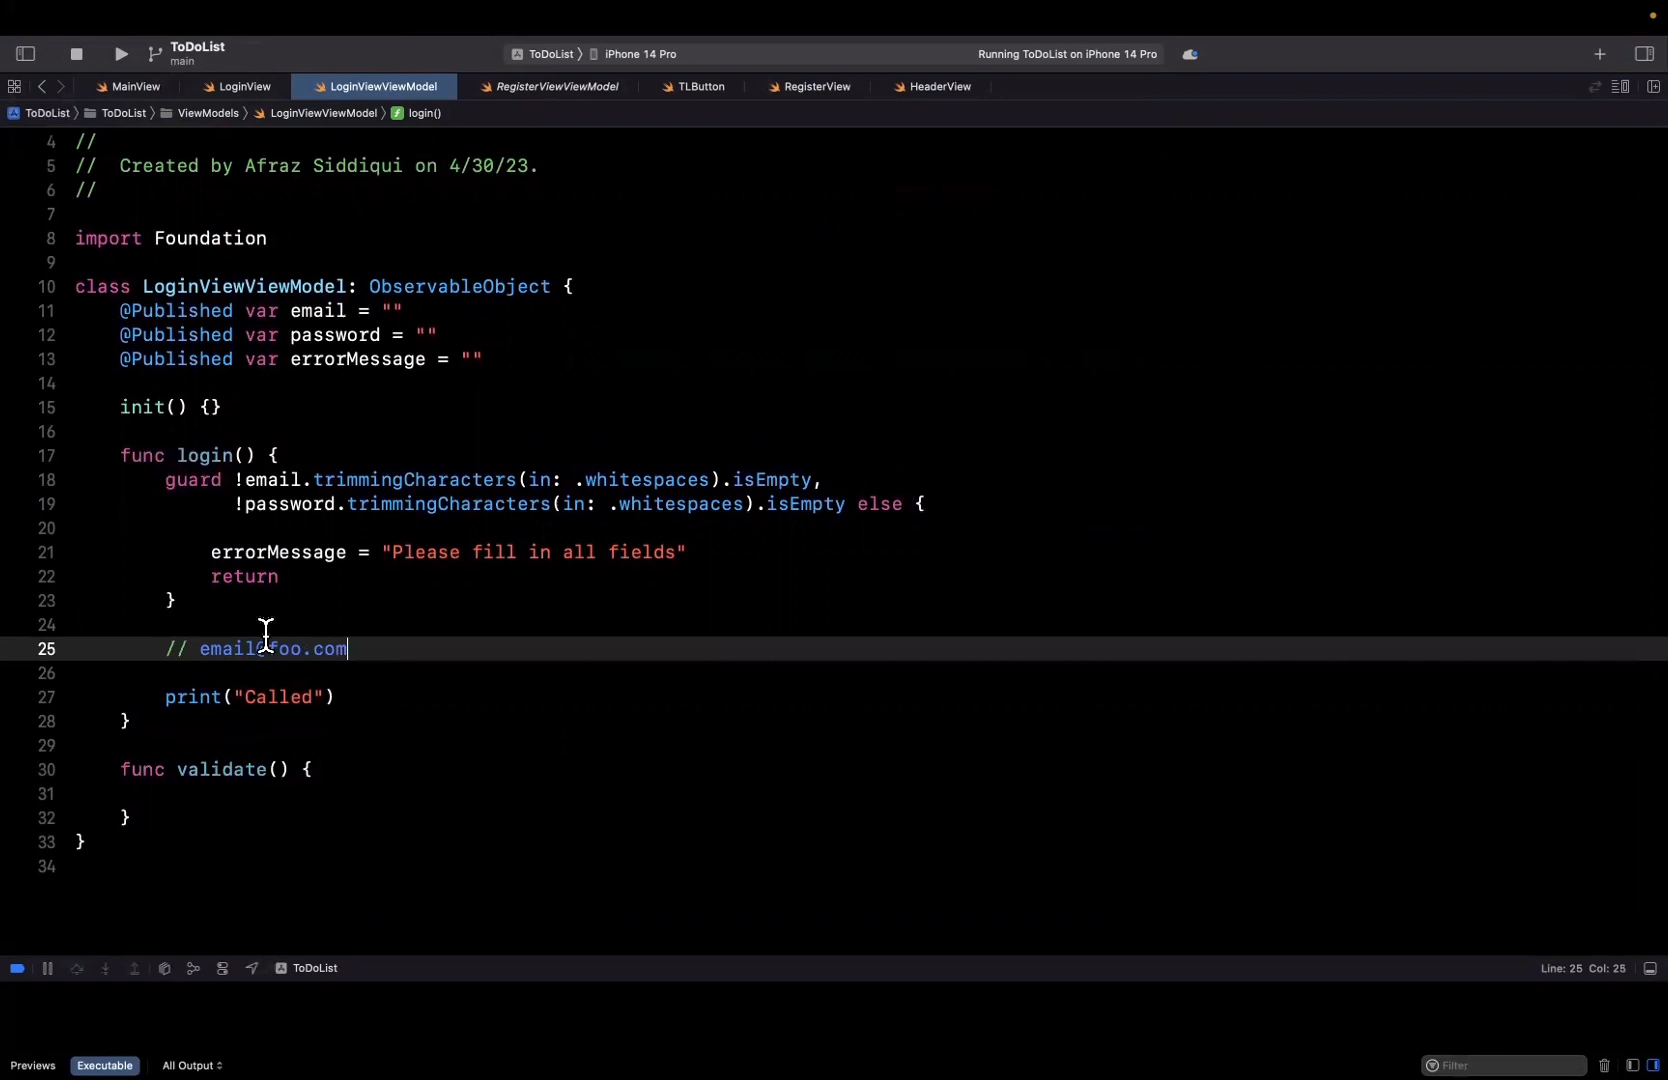 ToDoList
main
ToDoList
iPhone 14 Pro
Running ToDoList on iPhone 14 Pro
MainView
LoginView
LoginViewViewModel
RegisterViewViewModel
TLButton
RegisterView
HeaderView
ToDoList
ToDoList
ViewModels
LoginViewViewModel
login()
4 //
5 //  Created by Afraz Siddiqui on 4/30/23.
6 //
7
8 import Foundation
9
10 class LoginViewViewModel: ObservableObject {
11     @Published var email = ""
12     @Published var password = ""
13     @Published var errorMessage = ""
14
15     init() {}
16
17     func login() {
18         guard !email.trimmingCharacters(in: .whitespaces).isEmpty,
19               !password.trimmingCharacters(in: .whitespaces).isEmpty else {
20
21             errorMessage = "Please fill in all fields"
22             return
23         }
24
25         // email@foo.com
26
27         print("Called")
28     }
29
30     func validate() {
31
32     }
33 }
34
ToDoList
Line: 25 Col: 25
Previews
Executable
All Output
Filter